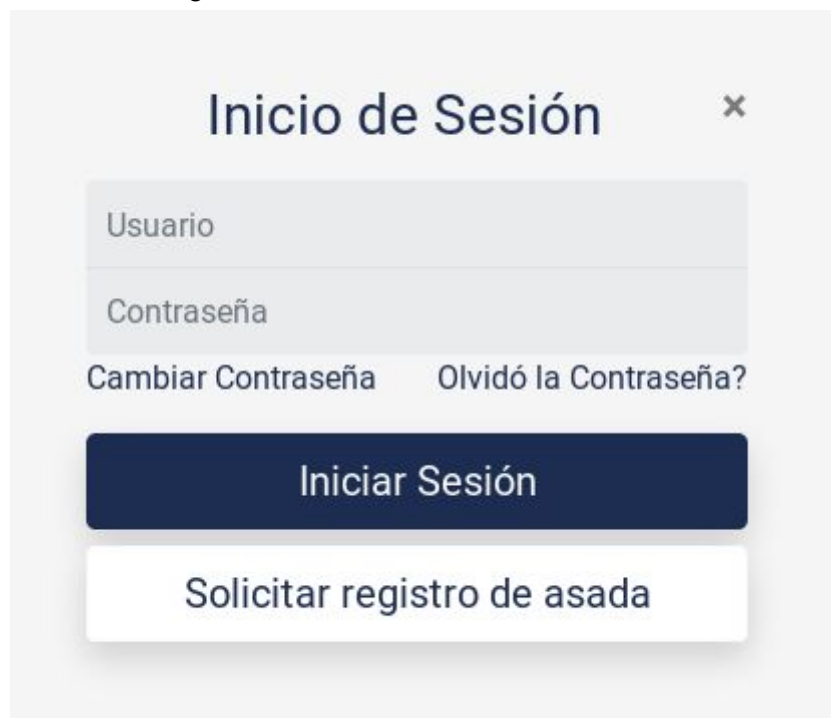 Inicio de Sesión ×
Usuario
Contraseña
Cambiar Contraseña Olvidó la Contraseña?
Iniciar Sesión
Solicitar registro de asada